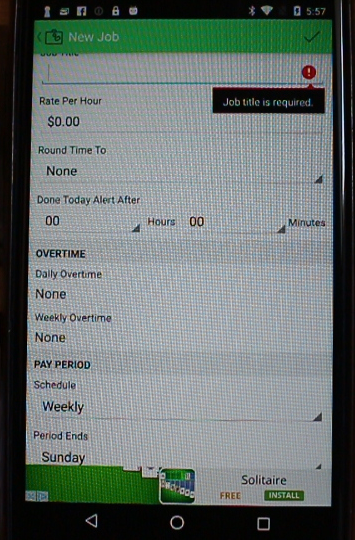 5:57
New Job
Job Title
Job title is required.
Rate Per Hour
$0.00
Round Time To
None
Done Today Alert After
00 Hours 00 Minutes
OVERTIME
Daily Overtime
None
Weekly Overtime
None
PAY PERIOD
Schedule
Weekly
Period Ends
Sunday
Solitaire
FREE INSTALL